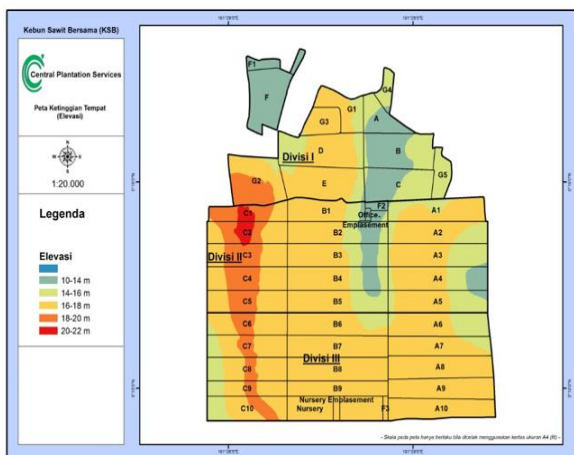 Kebun Sawit Bersama (KSB)
Central Plantation Services
Peta Ketinggian Tempat
(Elevasi)
N
W E
S
1:20.000
Legenda
Elevasi
10-14 m
14-16 m
16-18 m
18-20 m
20-22 m
F1
F
G4
G1
A
G3
D
B
Divisi I
G5
E
C
G2
C1
B1
F2
A1
Office-
Emplasement
C2
B2
A2
C3
B3
A3
Divisi II
C4
B4
A4
C5
B5
A5
C6
B6
A6
C7
B7
A7
Divisi III
C8
B8
A8
C9
B9
A9
Nursery Emplasement
C10
Nursery
F3
A10
- Skala pada peta hanya berlaku bila dicetak menggunakan kertas ukuran A4 (R) -